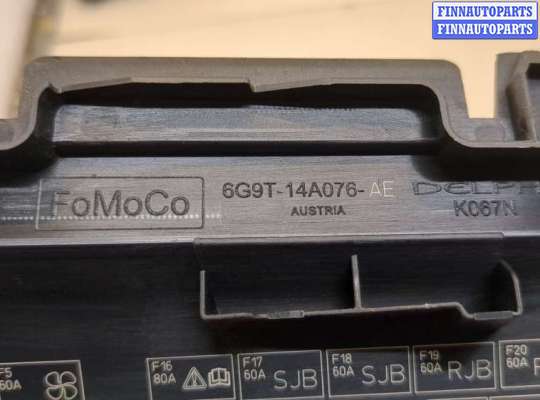 FINNAUTOPARTS
FINNAUTOPARTS
FoMoCo
6G9T-14A076-AE
AUSTRIA
K067N
F5
60A
F16
80A
F17
60A
SJB
F18
60A
SJB
F19
60A
RJB
F20
60A